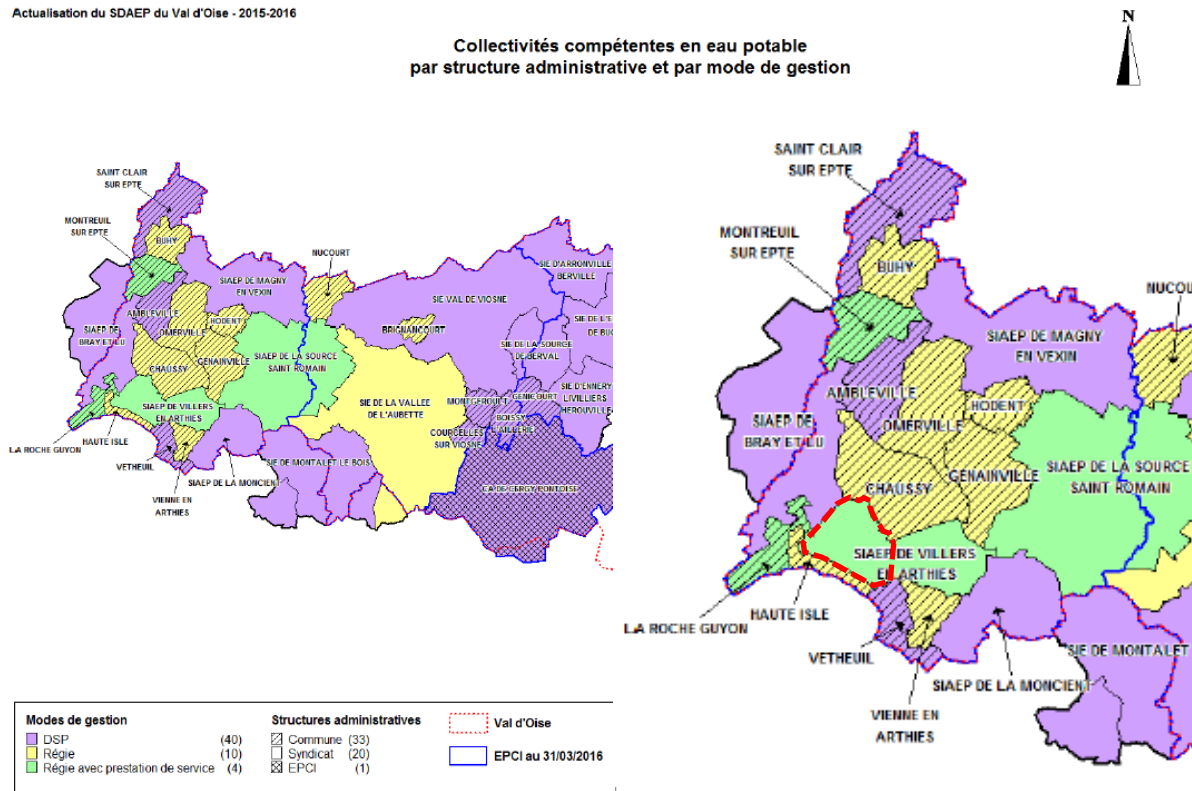 Actualisation du SDAEP du Val d'Oise - 2015-2016
N
Collectivités compétentes en eau potable
par structure administrative et par mode de gestion
SAINT CLAIR
SUR EPTE
MONTREUIL
SUR EPTE
BUHY
NUCOURT
SIAEP DE MAGNY
EN VEXIN
AMBLEVILLE
SIAEP DE
BRAY ET LU
OMERVILLE
HODENT
GENAINVILLE
CHAUSSY
SIAEP DE LA SOURCE
SAINT ROMAIN
SIAEP DE VILLERS
EN ARTHIES
LA ROCHE GUYON
HAUTE ISLE
VETHEUIL
VIENNE EN
ARTHIES
SIAEP DE LA MONCIENT
SIE DE MONTALET LE BOIS
SIE VAL DE VIOSNE
BRIGNANCOURT
SIE DE LA VALLEE
DE L'AUBETTE
SIE D'ARRONVILLE
BERVILLE
SIE DE L'E
DE BUC
SIE DE LA SOURCE
DE BERVAL
SIE D'ENNERY
LIVILLIERS
HEROUVILLE
MONTGEROULT
GENICOURT
BOISSY
L'AILLERIE
COURCELLES
SUR VIOSNE
CA DE CERGY PONTOISE
SAINT CLAIR
SUR EPTE
MONTREUIL
SUR EPTE
BUHY
NUCOU
SIAEP DE MAGNY
EN VEXIN
AMBLEVILLE
SIAEP DE
BRAY ET LU
HODENT
OMERVILLE
GENAINVILLE
CHAUSSY
SIAEP DE LA SOURCE
SAINT ROMAIN
SIAEP DE VILLERS
EN ARTHIES
HAUTE ISLE
LA ROCHE GUYON
VETHEUIL
SIE DE MONTALET
SIAEP DE LA MONCIENT
VIENNE EN
ARTHIES
Modes de gestion
DSP (40)
Régie (10)
Régie avec prestation de service (4)
Structures administratives
Commune (33)
Syndicat (20)
EPCI (1)
Val d'Oise
EPCI au 31/03/2016